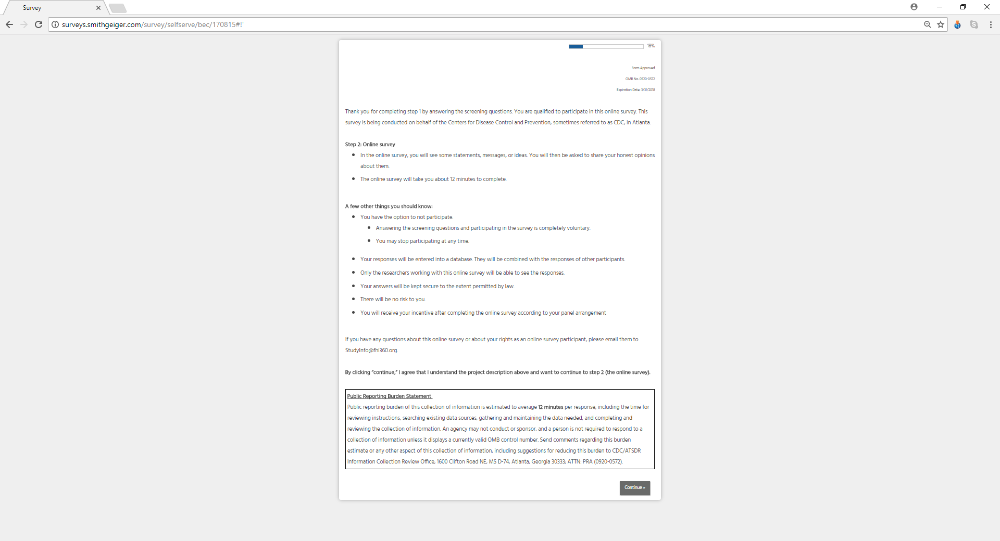 Survey
surveys.smithgeiger.com/survey/selfserve/bec/170815#!'
18%
Form Approved
OMB No. 0920-0572
Expiration Date: 3/31/2018
Thank you for completing step 1 by answering the screening questions. You are qualified to participate in this online survey. This
survey is being conducted on behalf of the Centers for Disease Control and Prevention, sometimes referred to as CDC, in Atlanta.
Step 2: Online survey
In the online survey, you will see some statements, messages, or ideas. You will then be asked to share your honest opinions
about them.
The online survey will take you about 12 minutes to complete.
A few other things you should know:
You have the option to not participate.
Answering the screening questions and participating in the survey is completely voluntary.
You may stop participating at any time.
Your responses will be entered into a database. They will be combined with the responses of other participants.
Only the researchers working with this online survey will be able to see the responses.
Your answers will be kept secure to the extent permitted by law.
There will be no risk to you.
You will receive your incentive after completing the online survey according to your panel arrangement
If you have any questions about this online survey or about your rights as an online survey participant, please email them to
StudyInfo@fhi360.org.
By clicking “continue,” I agree that I understand the project description above and want to continue to step 2 (the online survey).
Public Reporting Burden Statement
Public reporting burden of this collection of information is estimated to average 12 minutes per response, including the time for
reviewing instructions, searching existing data sources, gathering and maintaining the data needed, and completing and
reviewing the collection of information. An agency may not conduct or sponsor, and a person is not required to respond to a
collection of information unless it displays a currently valid OMB control number. Send comments regarding this burden
estimate or any other aspect of this collection of information, including suggestions for reducing this burden to CDC/ATSDR
Information Collection Review Office, 1600 Clifton Road NE, MS D-74, Atlanta, Georgia 30333; ATTN: PRA (0920-0572).
Continue »